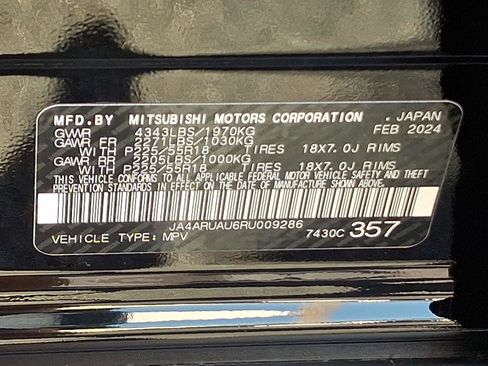 MFD.BY MITSUBISHI MOTORS CORPORATION . JAPAN
GVWR 4343LBS/1970KG FEB 2024
GAWR FR 2271LBS/1030KG
WITH P225/55R18 TIRES 18X7.0J RIMS
GAWR RR 2205LBS/1000KG
WITH P225/55R18 TIRES 18X7.0J RIMS
THIS VEHICLE CONFORMS TO ALL APPLICABLE FEDERAL MOTOR VEHICLE SAFETY AND THEFT
PREVENTION STANDARDS IN EFFECT ON THE DATE OF MANUFACTURE SHOWN ABOVE.
JA4ARUAU6RU009286
VEHICLE TYPE: MPV 7430C 357